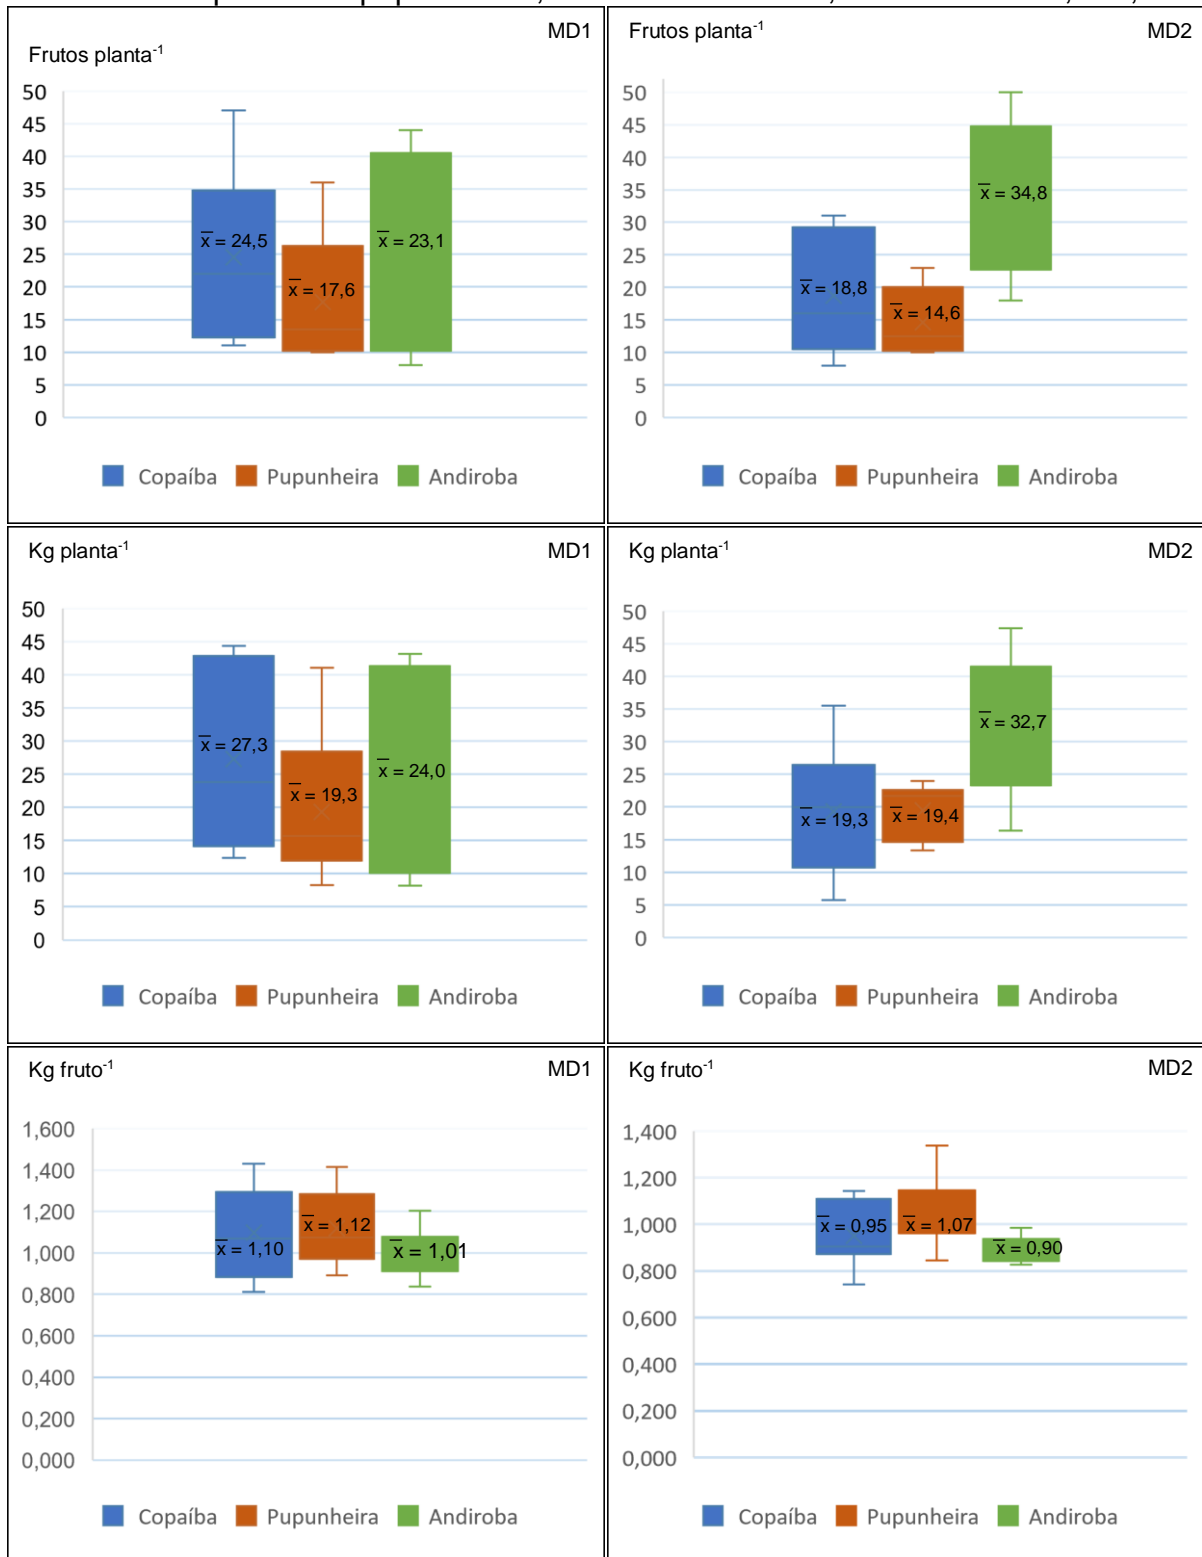 MD1
Frutos planta-1
50
45
40
35
30
25
20
15
10
5
0
x = 24,5
x = 17,6
x = 23,1
Copaíba Pupunheira Andiroba
MD2
Frutos planta-1
50
45
40
35
30
25
20
15
10
5
0
x = 18,8
x = 14,6
x = 34,8
Copaíba Pupunheira Andiroba
Kg planta-1 MD1
50
45
40
35
30
25
20
15
10
5
0
x = 27,3
x = 19,3
x = 24,0
Copaíba Pupunheira Andiroba
Kg planta-1 MD2
50
45
40
35
30
25
20
15
10
5
0
x = 19,3
x = 19,4
x = 32,7
Copaíba Pupunheira Andiroba
Kg fruto-1 MD1
1,600
1,400
1,200
1,000
0,800
0,600
0,400
0,200
0,000
x = 1,10
x = 1,12
x = 1,01
Copaíba Pupunheira Andiroba
Kg fruto-1 MD2
1,400
1,200
1,000
0,800
0,600
0,400
0,200
0,000
x = 0,95
x = 1,07
x = 0,90
Copaíba Pupunheira Andiroba